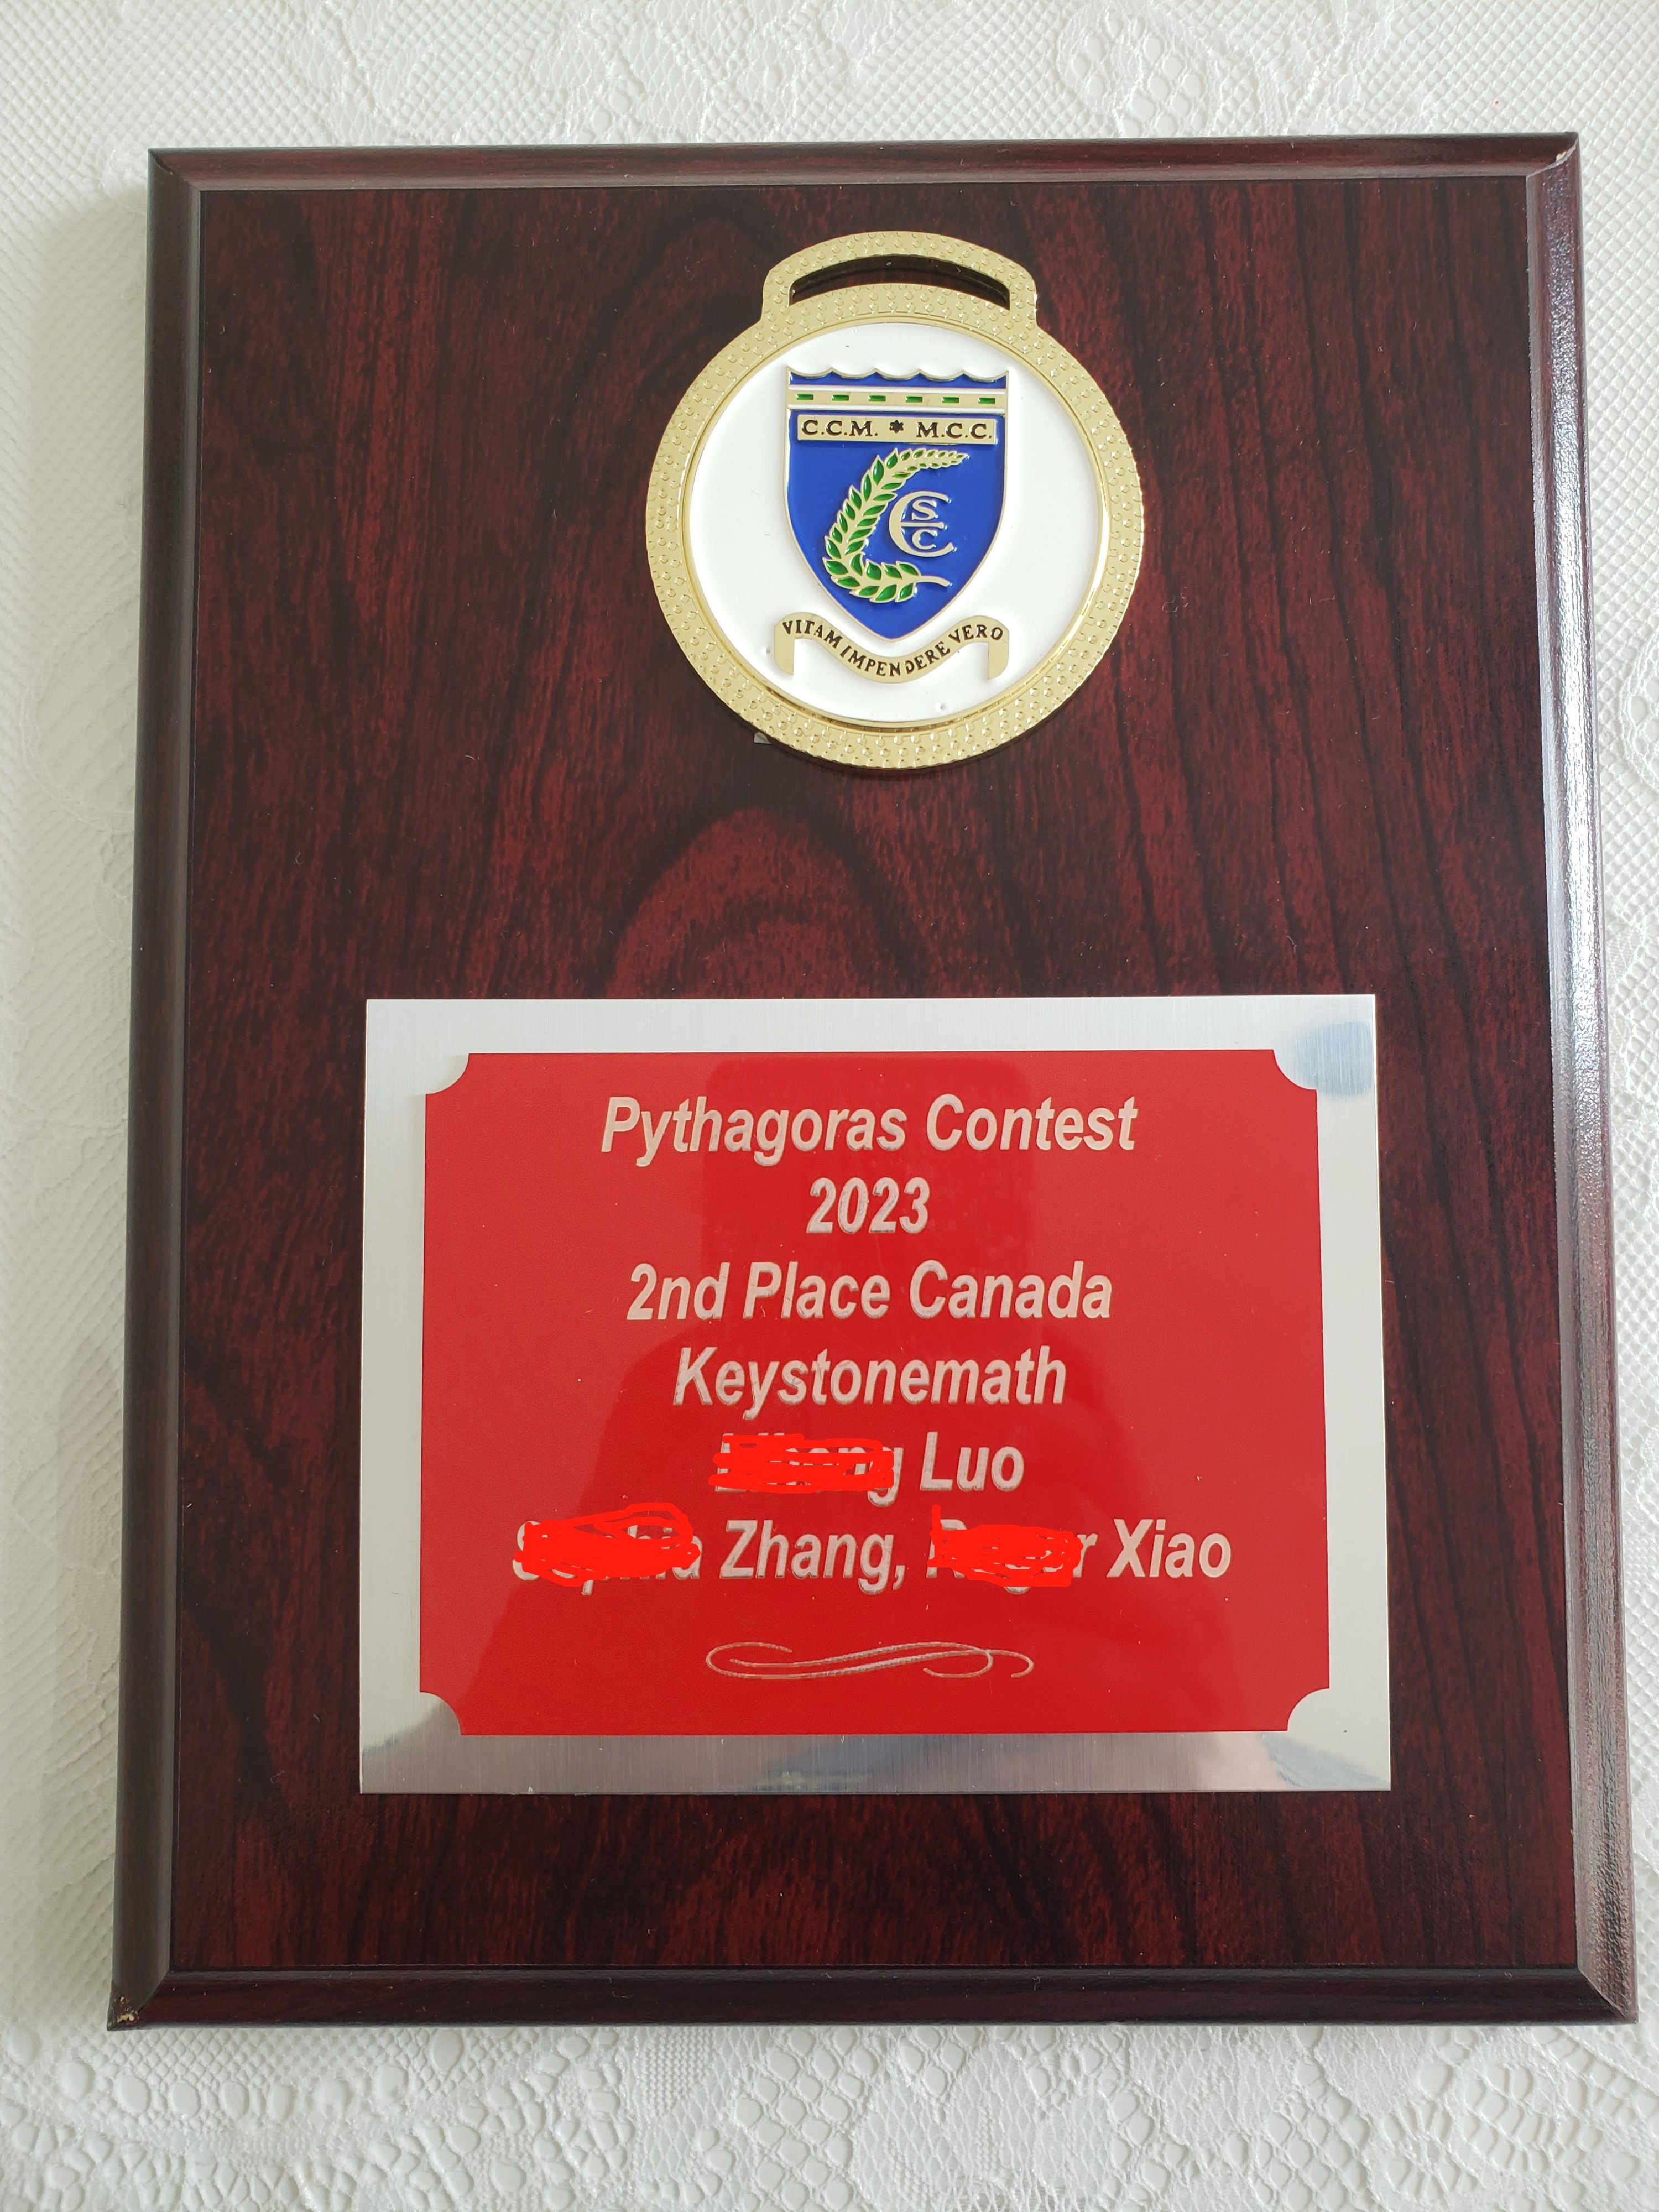 C.C.M. * M.C.C.
C S C
VITAM IMPENDERE VERO
Pythagoras Contest
2023
2nd Place Canada
Keystonemath
Luo
Zhang, Xiao